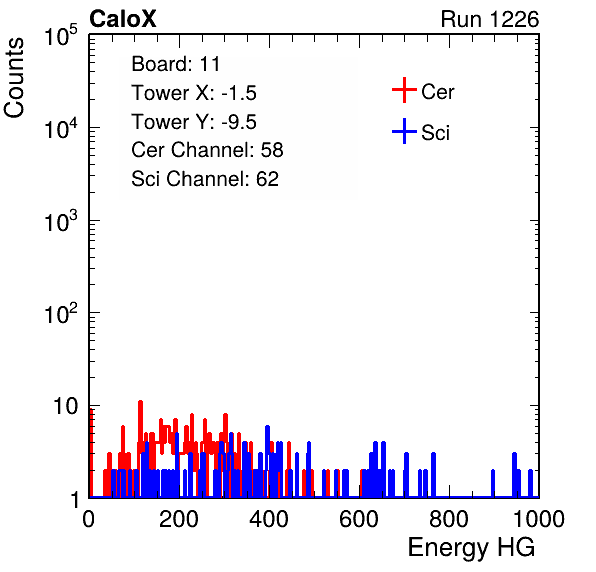 CaloX Run 1226
Counts
10^5
10^4
10^3
10^2
10
1
Board: 11
Tower X: -1.5
Tower Y: -9.5
Cer Channel: 58
Sci Channel: 62
Cer
Sci
0 200 400 600 800 1000
Energy HG